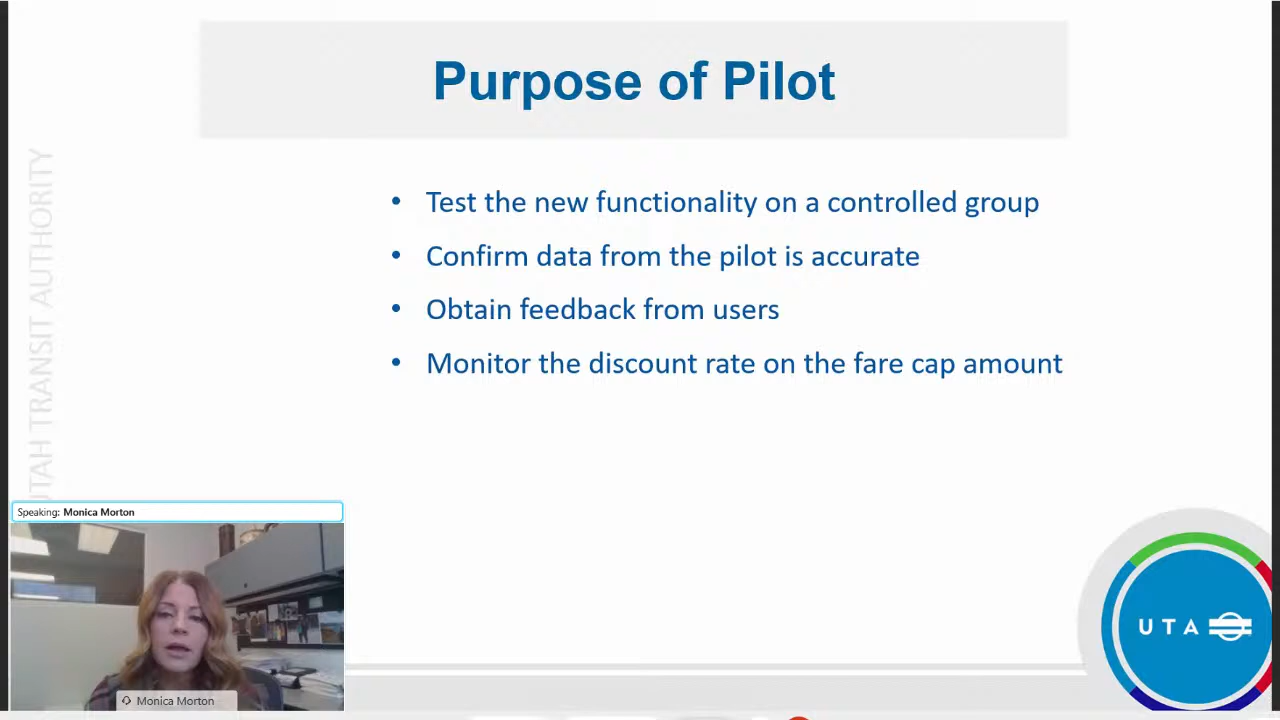 Purpose of Pilot
• Test the new functionality on a controlled group
• Confirm data from the pilot is accurate
• Obtain feedback from users
• Monitor the discount rate on the fare cap amount
UTAH TRANSIT AUTHORITY
Speaking: Monica Morton
Monica Morton
UTA